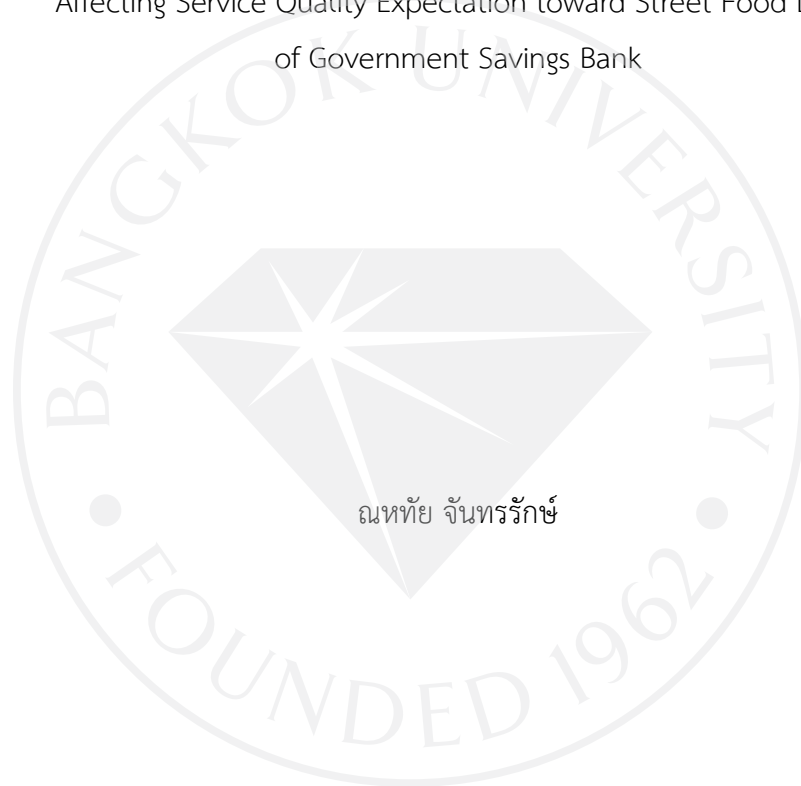 Affecting Service Quality Expectation toward Street Food
of Government Savings Bank
BANGKOK UNIVERSITY
ณหทัย จันทรรักษ์
FOUNDED 1962